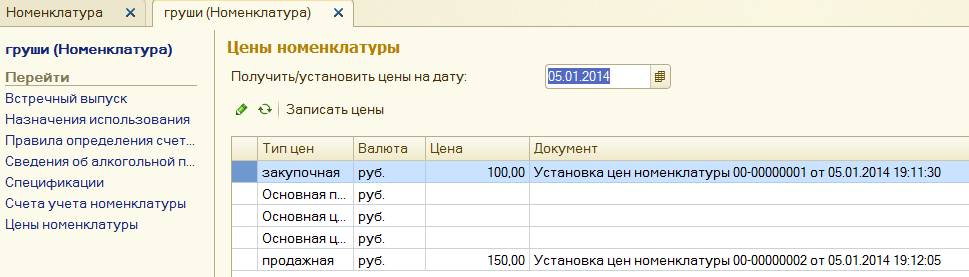 Номенклатура
груши (Номенклатура)
груши (Номенклатура)
Перейти
Встречный выпуск
Назначения использования
Правила определения счет...
Сведения об алкогольной п...
Спецификации
Счета учета номенклатуры
Цены номенклатуры
Цены номенклатуры
Получить/установить цены на дату: 05.01.2014
Записать цены
Тип цен Валюта Цена Документ
закупочная руб. 100,00 Установка цен номенклатуры 00-00000001 от 05.01.2014 19:11:30
Основная п... руб.
Основная ц... руб.
Основная ц... руб.
продажная руб. 150,00 Установка цен номенклатуры 00-00000002 от 05.01.2014 19:12:05